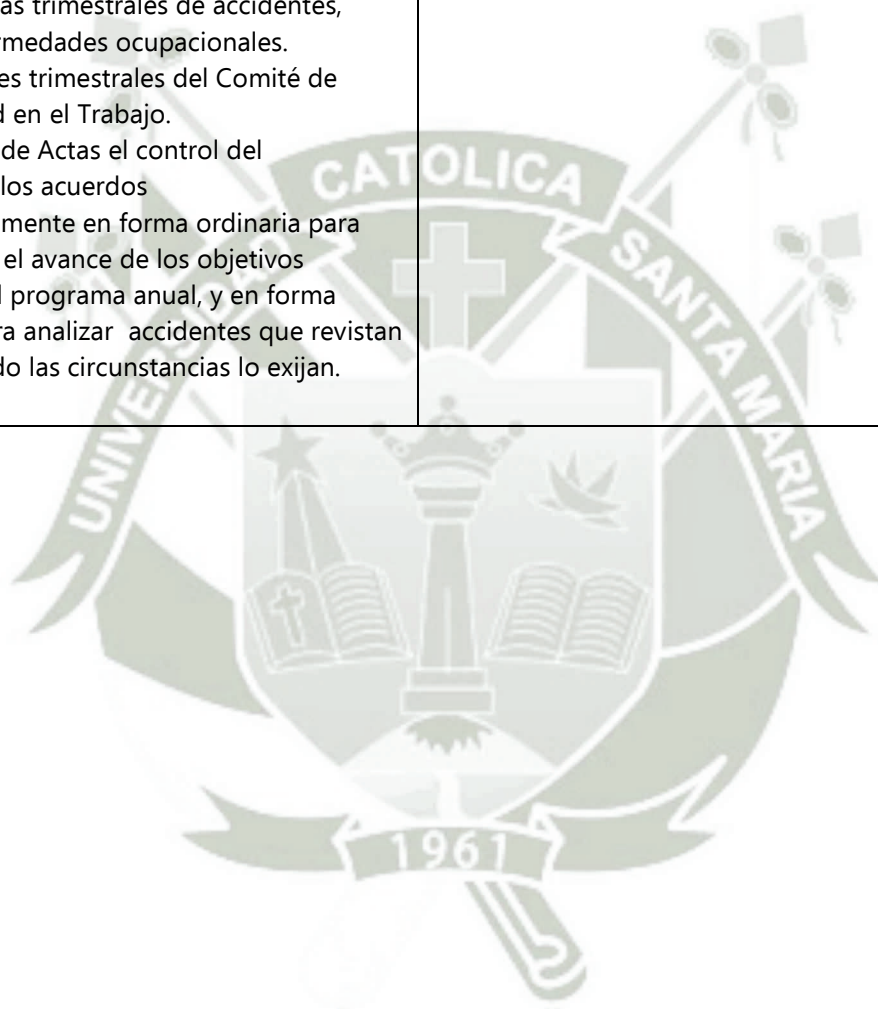 as trimestrales de accidentes,
rmedades ocupacionales.
es trimestrales del Comité de
d en el Trabajo.
de Actas el control del
los acuerdos
mente en forma ordinaria para
el avance de los objetivos
l programa anual, y en forma
ra analizar accidentes que revistan
do las circunstancias lo exijan.
UNIVERSIDAD
CATOLICA
SANTA MARIA
1961